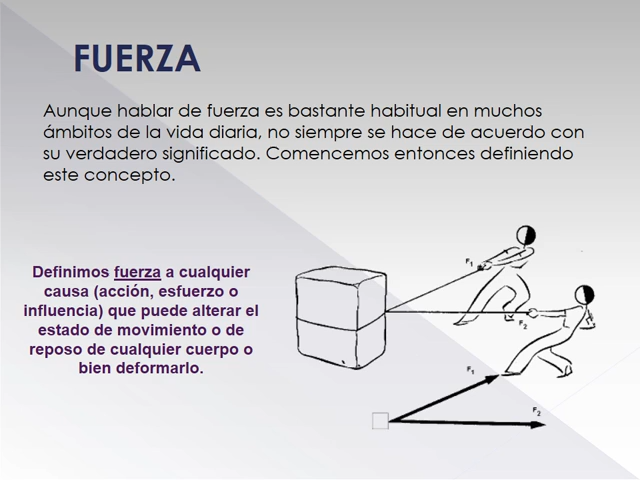 FUERZA
Aunque hablar de fuerza es bastante habitual en muchos
ámbitos de la vida diaria, no siempre se hace de acuerdo con
su verdadero significado. Comencemos entonces definiendo
este concepto.
Definimos fuerza a cualquier
causa (acción, esfuerzo o
influencia) que puede alterar el
estado de movimiento o de
reposo de cualquier cuerpo o
bien deformarlo.
F₁
F₂
F₁
F₂